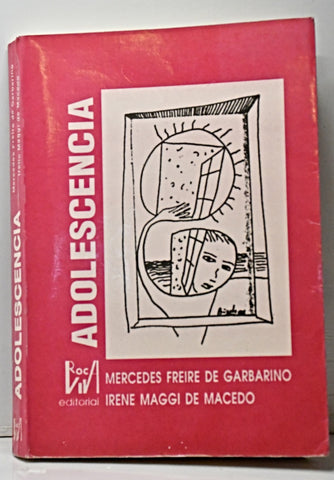 ADOLESCENCIA
Roca
Viva
editorial
MERCEDES FREIRE DE GARBARINO
IRENE MAGGI DE MACEDO
Mercedes Freire de Garbarino
Irene Maggi de Macedo
ADOLESCENCIA